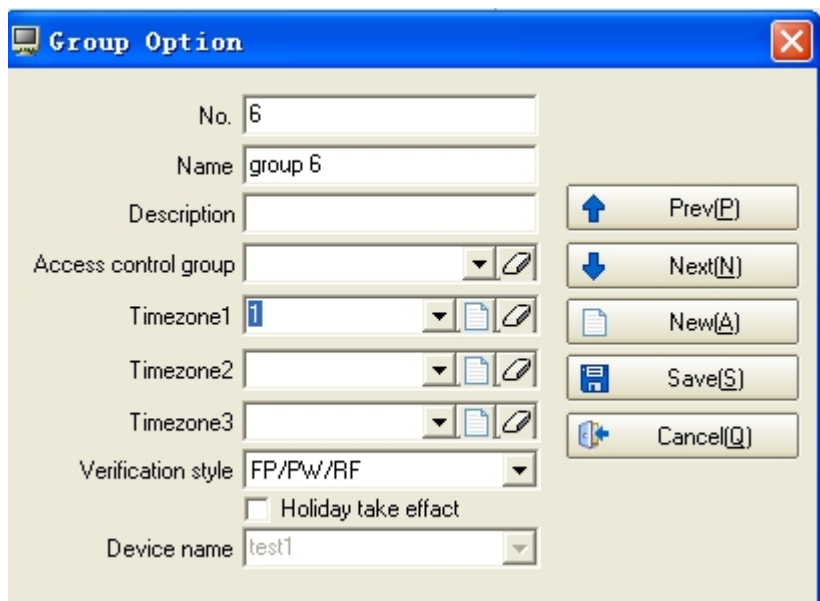 Group Option
No. 6
Name group 6
Description
Access control group
Timezone1 1
Timezone2
Timezone3
Verification style FP/PW/RF
Holiday take effact
Device name test1
Prev(P)
Next(N)
New(A)
Save(S)
Cancel(Q)